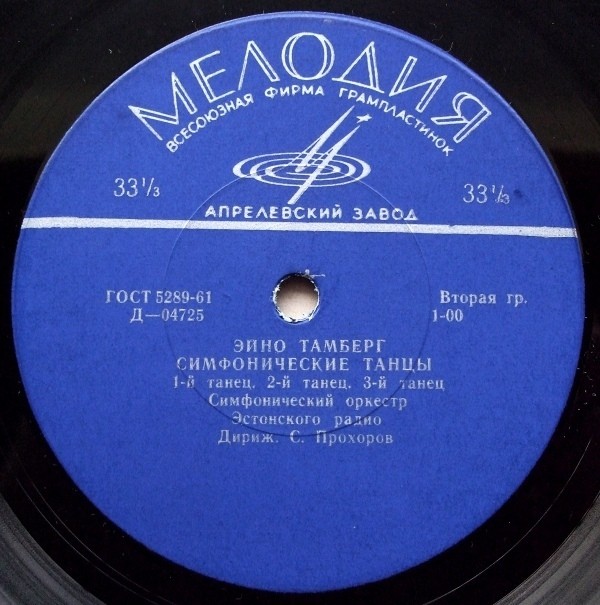 МЕЛОДИЯ
ВСЕСОЮЗНАЯ ФИРМА ГРАМПЛАСТИНОК
33⅓
33⅓
АПРЕЛЕВСКИЙ ЗАВОД
ГОСТ 5289-61
Вторая гр.
Д—04725
1-00
ЭЙНО ТАМБЕРГ
СИМФОНИЧЕСКИЕ ТАНЦЫ
1-й танец. 2-й танец. 3-й танец
Симфонический оркестр
Эстонского радио
Дириж. С. Прохоров